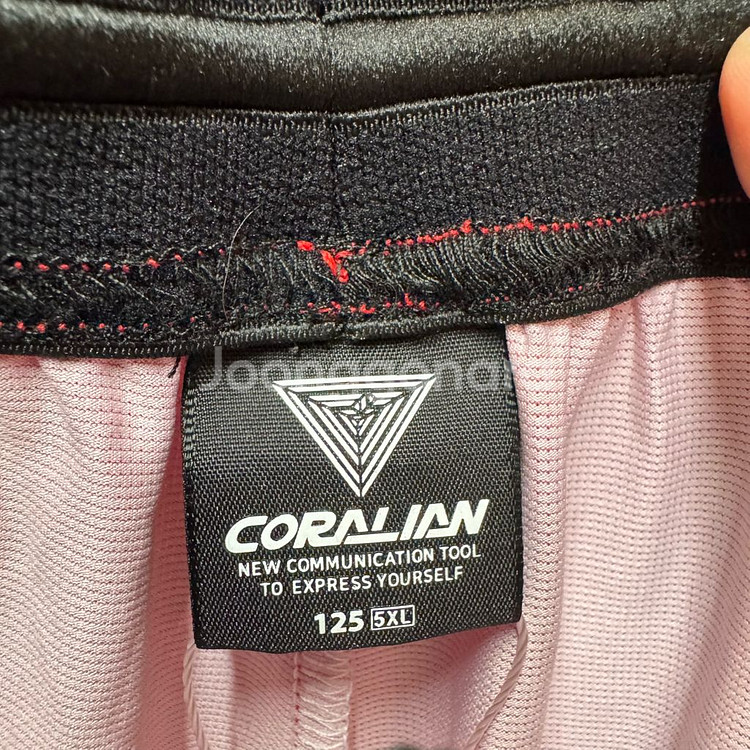 CORALIAN
NEW COMMUNICATION TOOL
TO EXPRESS YOURSELF
125 5XL